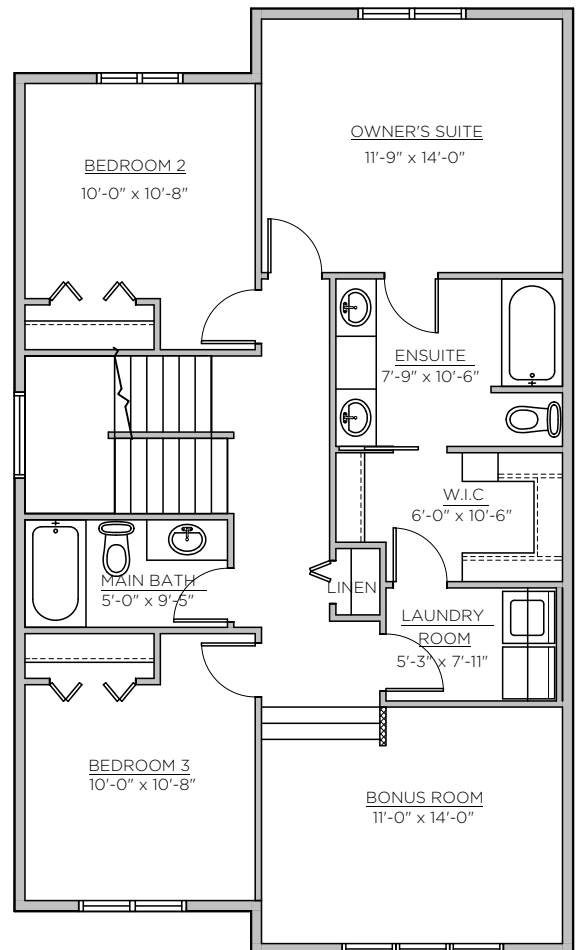 OWNER'S SUITE
11'-9" x 14'-0"
BEDROOM 2
10'-0" x 10'-8"
ENSUITE
7'-9" x 10'-6"
W.I.C
6'-0" x 10'-6"
MAIN BATH
5'-0" x 9'-5"
LINEN
LAUNDRY
ROOM
5'-3" x 7'-11"
BEDROOM 3
10'-0" x 10'-8"
BONUS ROOM
11'-0" x 14'-0"